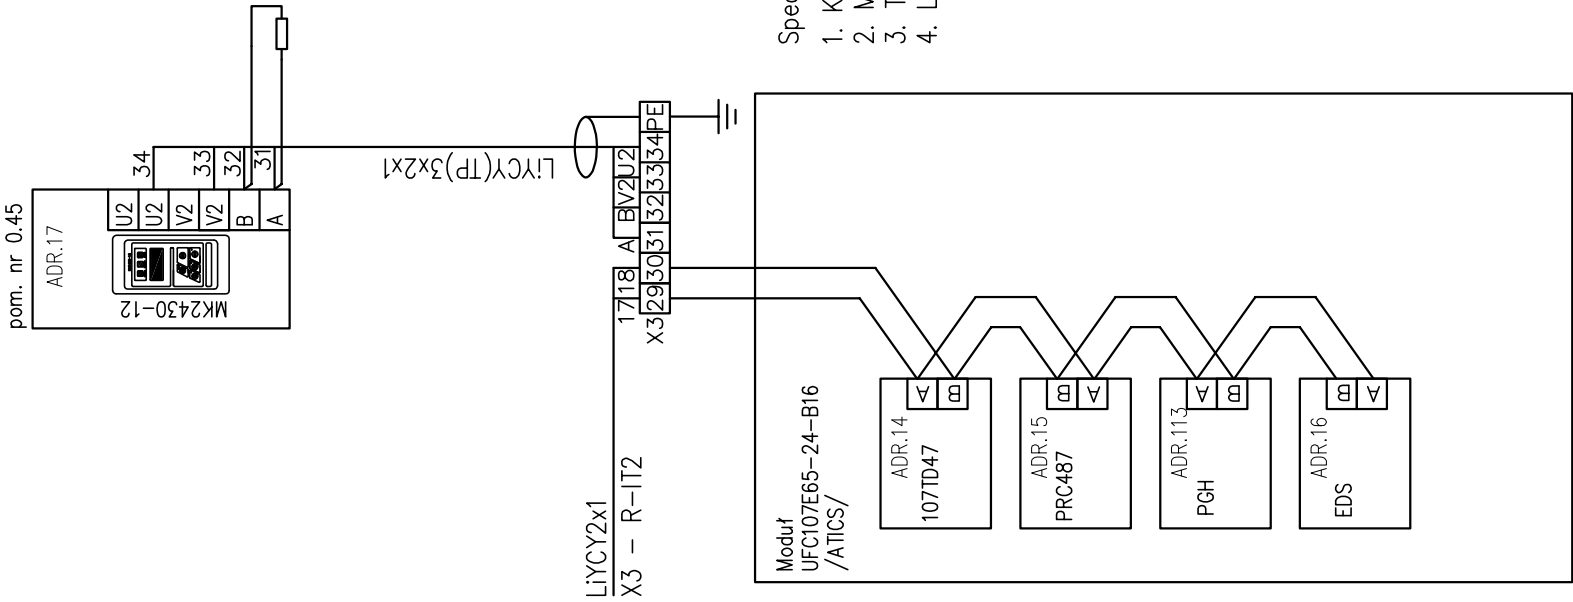 pom. nr 0.45
ADR.17
MK2430-12
U2
U2
V2
V2
B
A
34
33
32
31
LiYCY(TP)3x2x1
17 18 A B V2 U2
X3 29 30 31 32 33 34 PE
LiYCY2x1
X3 - R-IT2
Moduł
UFC107E65-24-B16
/ATICS/
ADR.14
107TD47
A
B
ADR.15
PRC487
B
A
ADR.113
PGH
A
B
ADR.16
EDS
B
A
Spec
1. K
2. M
3. T
4. L